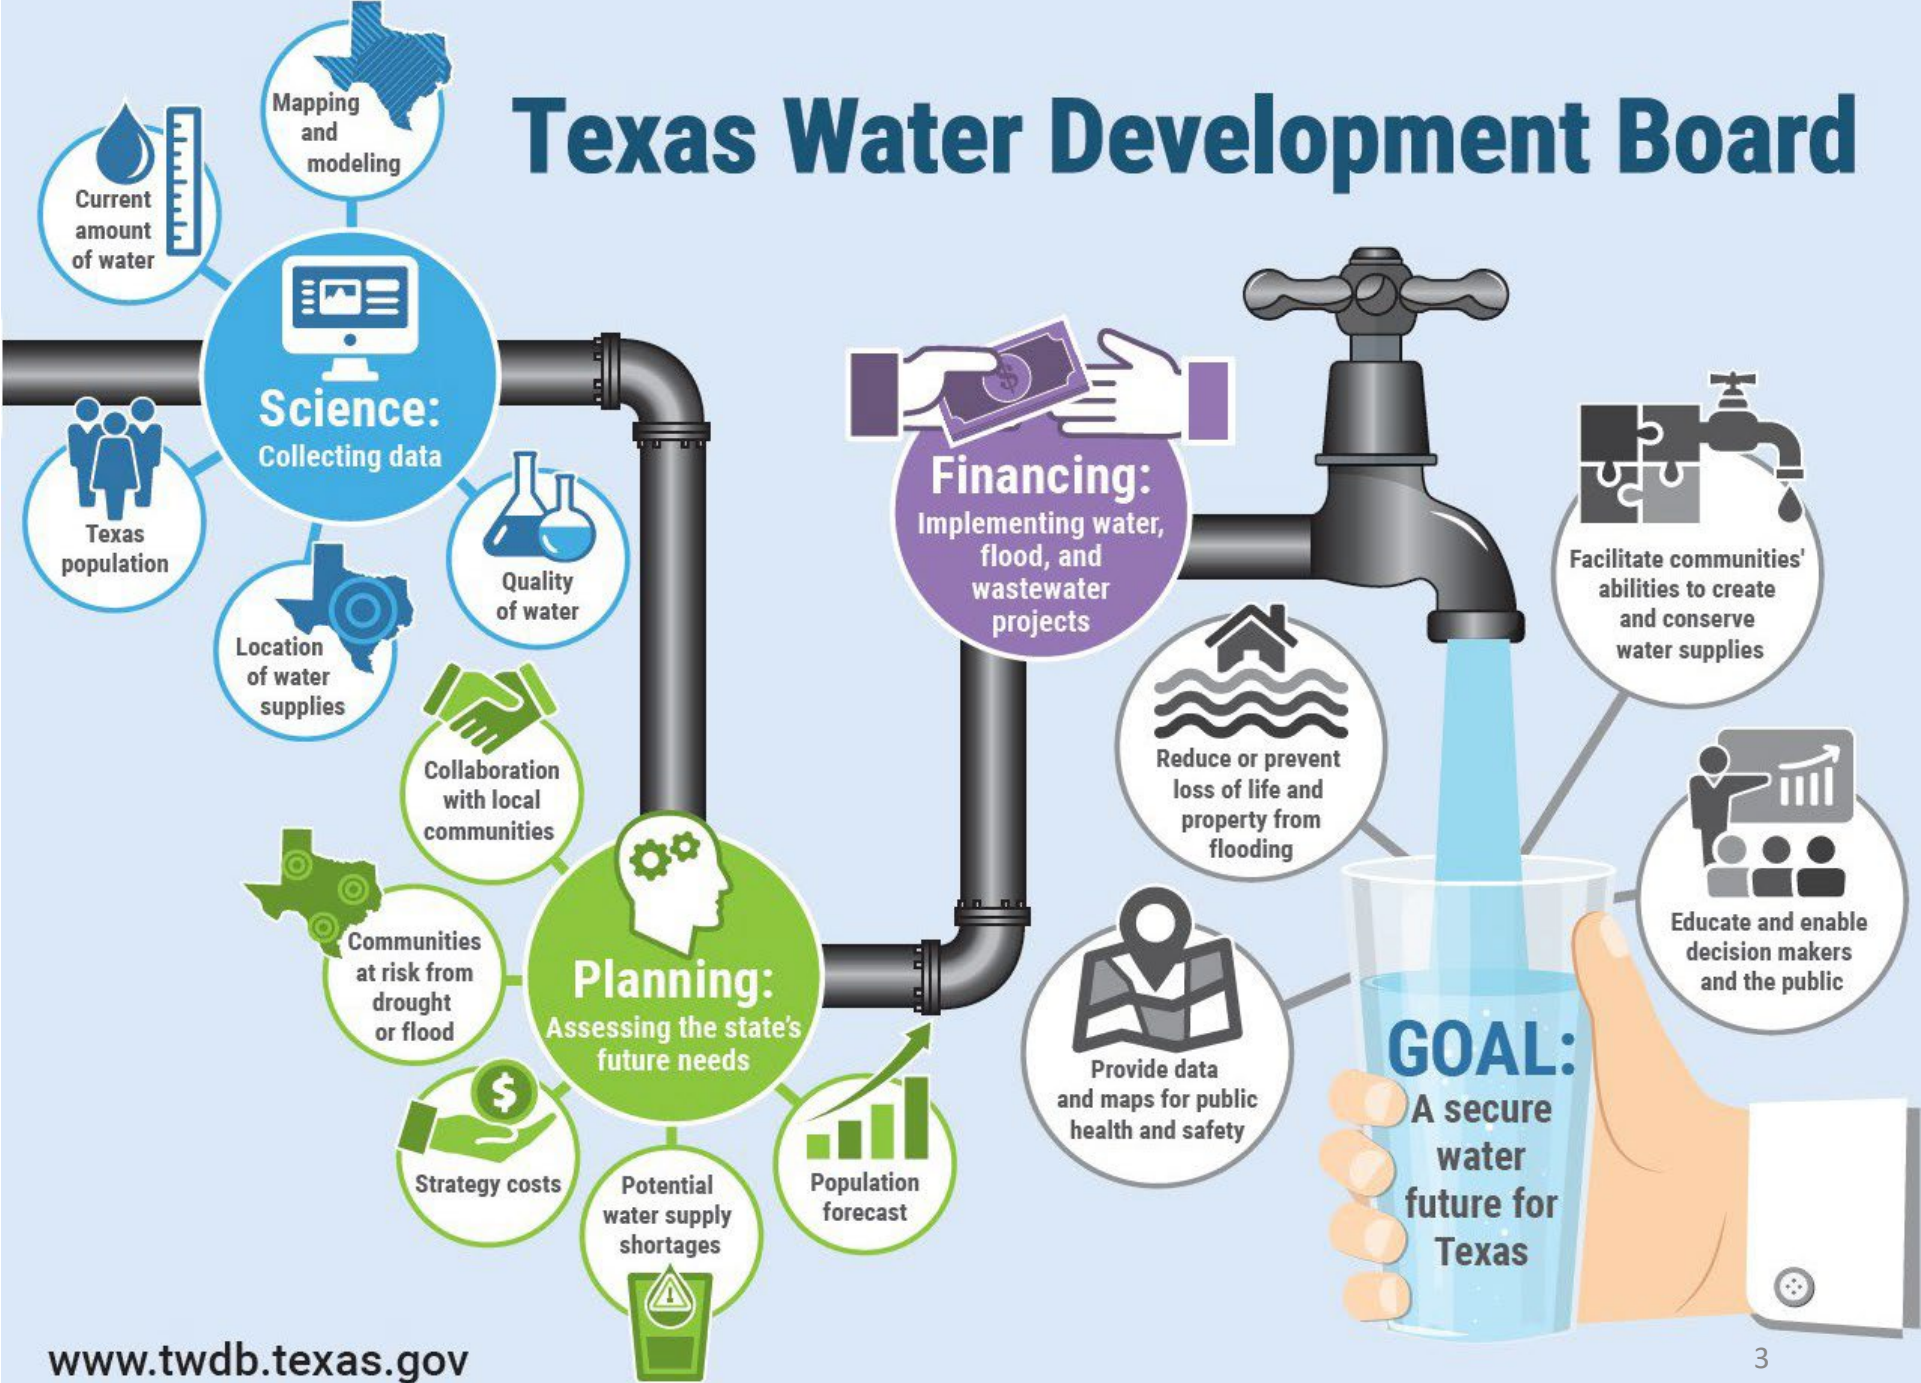 Texas Water Development Board
Mapping
and
modeling
Current
amount
of water
Science:
Collecting data
Texas
population
Location
of water
supplies
Quality
of water
Collaboration
with local
communities
Communities
at risk from
drought
or flood
Planning:
Assessing the state's
future needs
$
Strategy costs
Potential
water supply
shortages
!
Population
forecast
$
Financing:
Implementing water,
flood, and
wastewater
projects
Facilitate communities'
abilities to create
and conserve
water supplies
Reduce or prevent
loss of life and
property from
flooding
Educate and enable
decision makers
and the public
Provide data
and maps for public
health and safety
GOAL:
A secure
water
future for
Texas
www.twdb.texas.gov
3